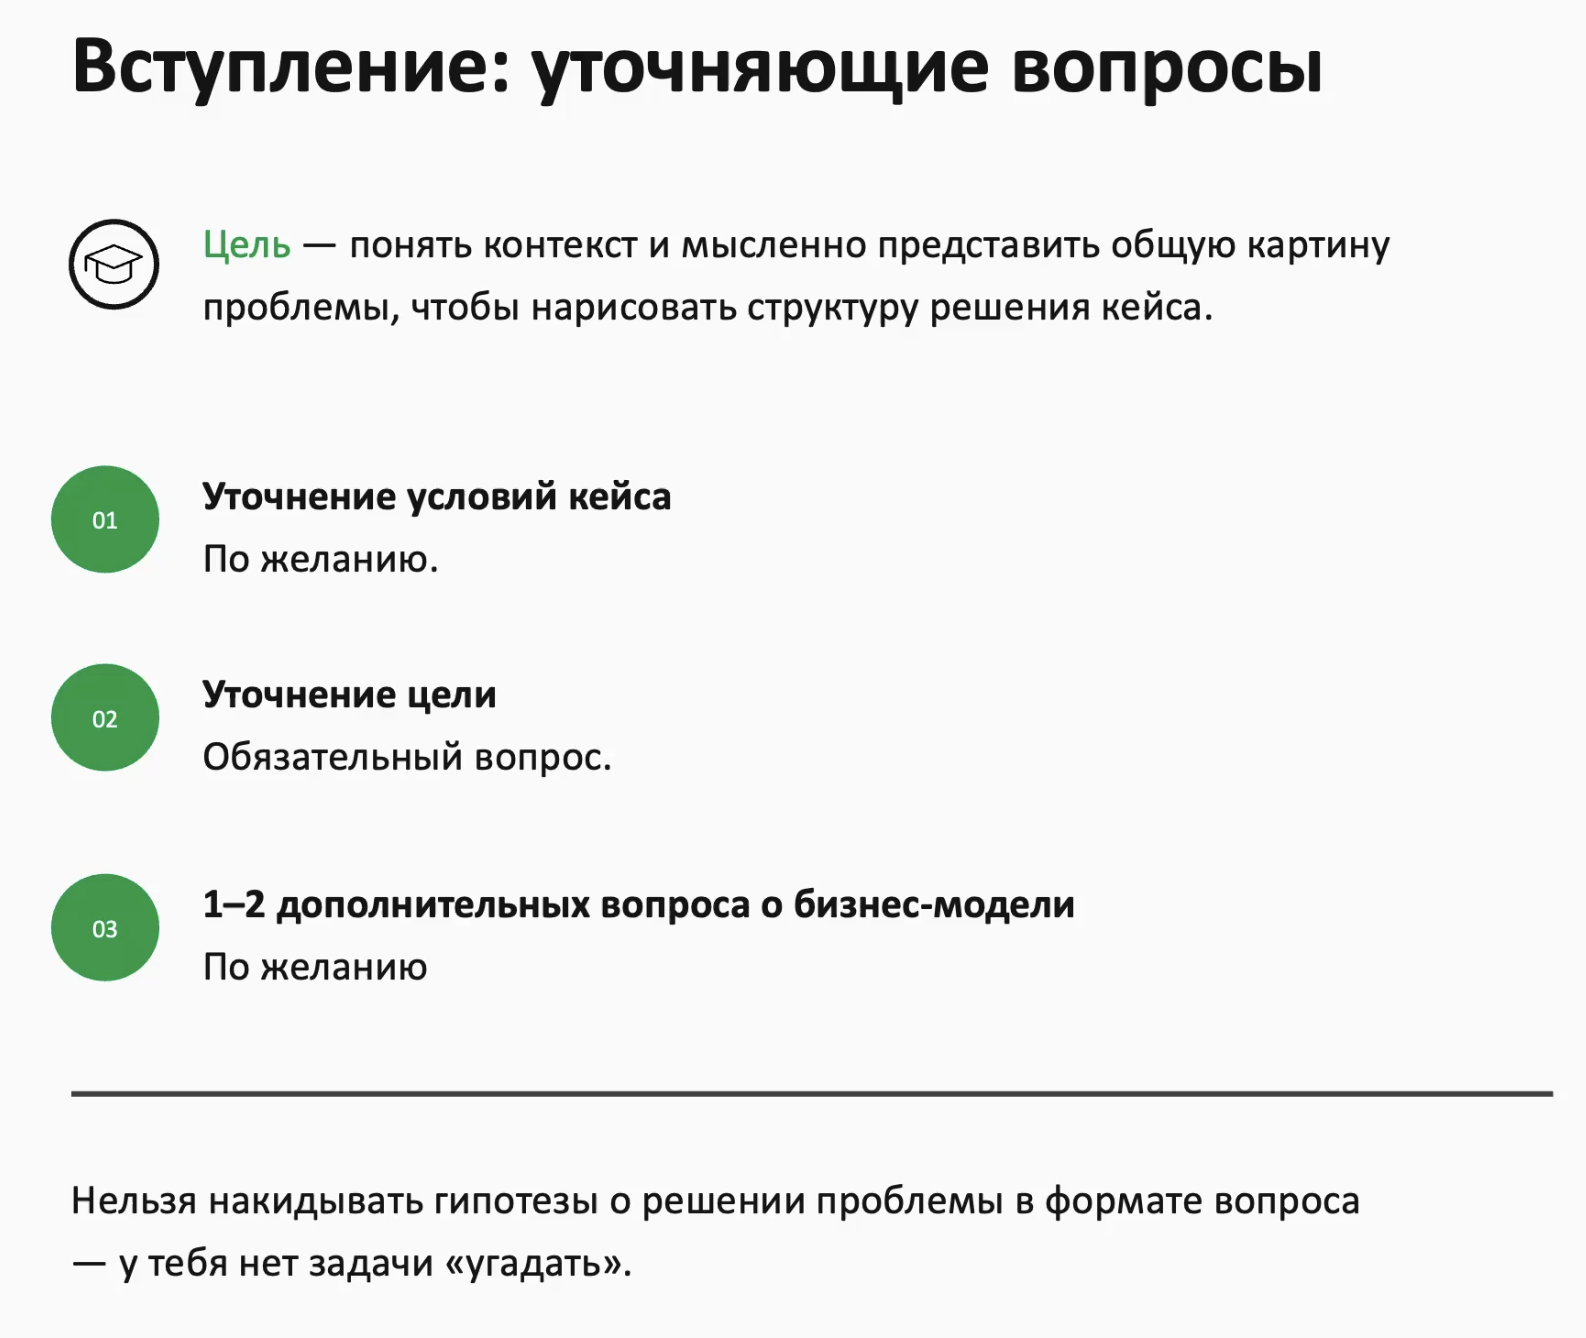 Вступление: уточняющие вопросы
Цель — понять контекст и мысленно представить общую картину
проблемы, чтобы нарисовать структуру решения кейса.
01
Уточнение условий кейса
По желанию.
02
Уточнение цели
Обязательный вопрос.
03
1–2 дополнительных вопроса о бизнес-модели
По желанию
Нельзя накидывать гипотезы о решении проблемы в формате вопроса
— у тебя нет задачи «угадать».